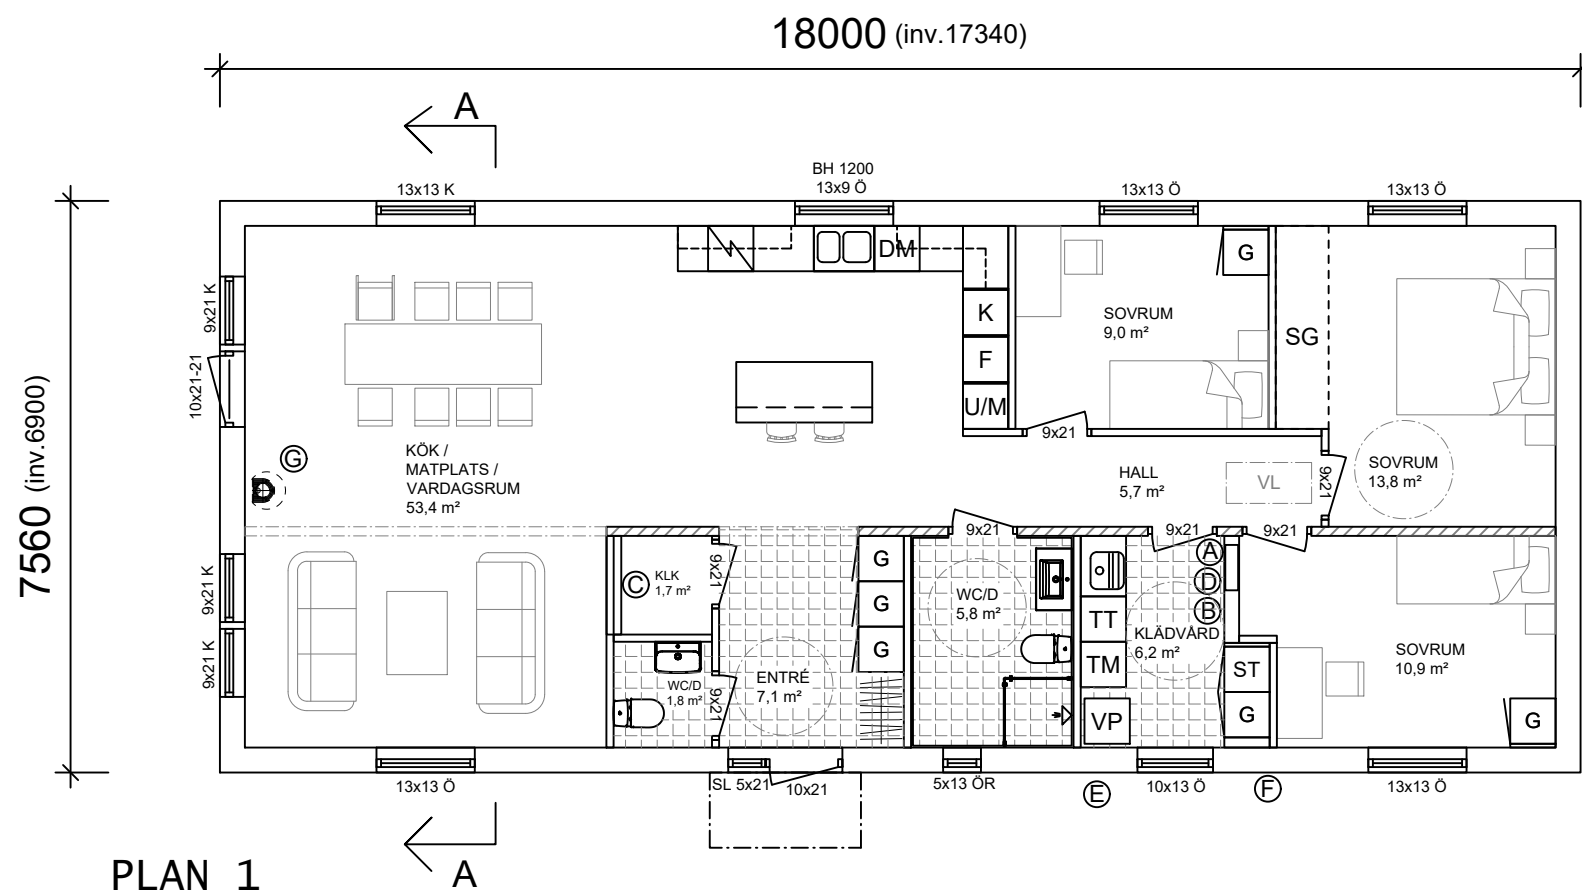 18000 (inv.17340)
A
BH 1200
13x13 K
13x9 Ö
13x13 Ö
13x13 Ö
DM
G
9x21 K
K
SOVRUM
9,0 m²
SG
F
10x21-21
U/M
7560 (inv.6900)
9x21
KÖK /
MATPLATS /
VARDAGSRUM
53,4 m²
G
HALL
5,7 m²
VL
9x21
SOVRUM
13,8 m²
9x21
9x21
9x21
9x21 K
C
KLK
1,7 m²
9x21
G
G
G
WC/D
5,8 m²
A
D
B
TT
KLÄDVÅRD
6,2 m²
TM
9x21 K
WC/D
1,8 m²
9x21
ENTRÉ
7,1 m²
VP
ST
G
SOVRUM
10,9 m²
G
13x13 Ö
SL 5x21
10x21
5x13 ÖR
E
10x13 Ö
F
13x13 Ö
A
PLAN 1